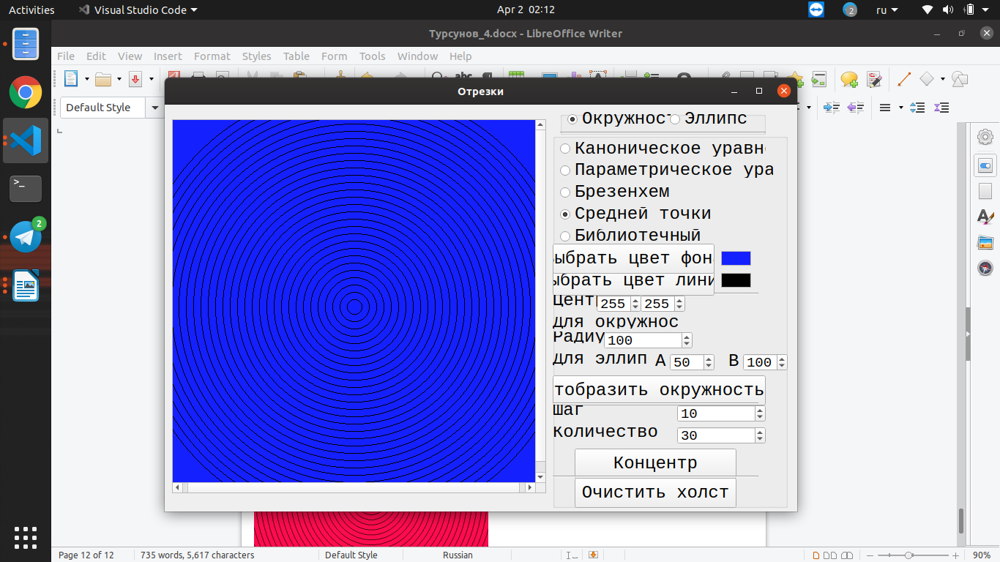 Activities Visual Studio Code Apr 2 02:12 2 ru
Турсунов_4.docx - LibreOffice Writer
File Edit View Insert Format Styles Table Form Tools Window Help
Default Style
Отрезки
Окружност Эллипс
Каноническое уравн
Параметрическое ура
Брезенхем
Средней точки
Библиотечный
ыбрать цвет фон
ыбрать цвет лини
Цент 255 255
Для окружнос
Радиу 100
Для эллип A 50 B 100
тобразить окружность
Шаг 10
Количество 30
Концентр
Очистить холст
>_
2
Page 12 of 12 735 words, 5,617 characters Default Style Russian 90%